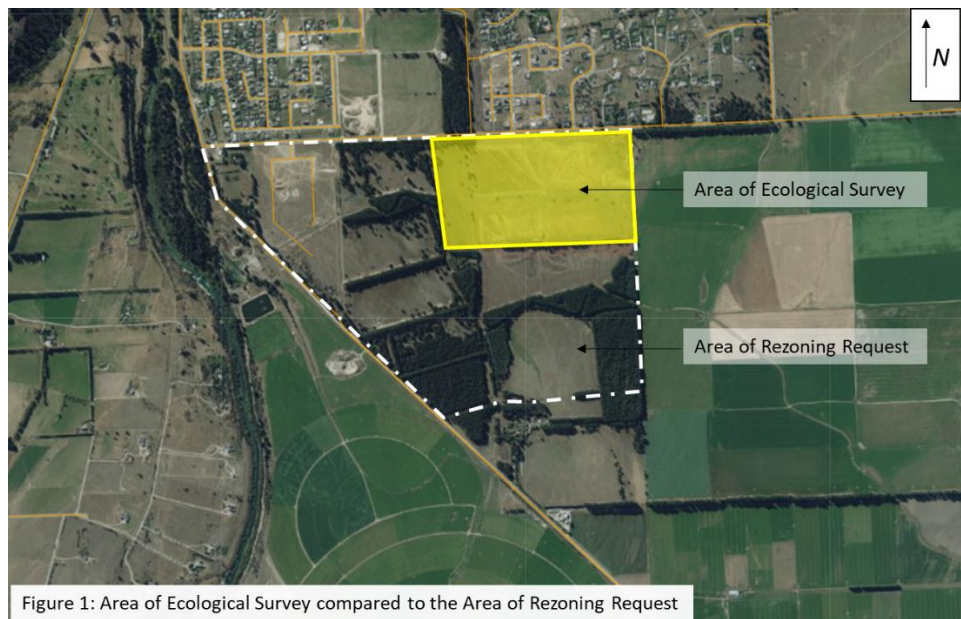 N
Area of Ecological Survey
Area of Rezoning Request
Figure 1: Area of Ecological Survey compared to the Area of Rezoning Request